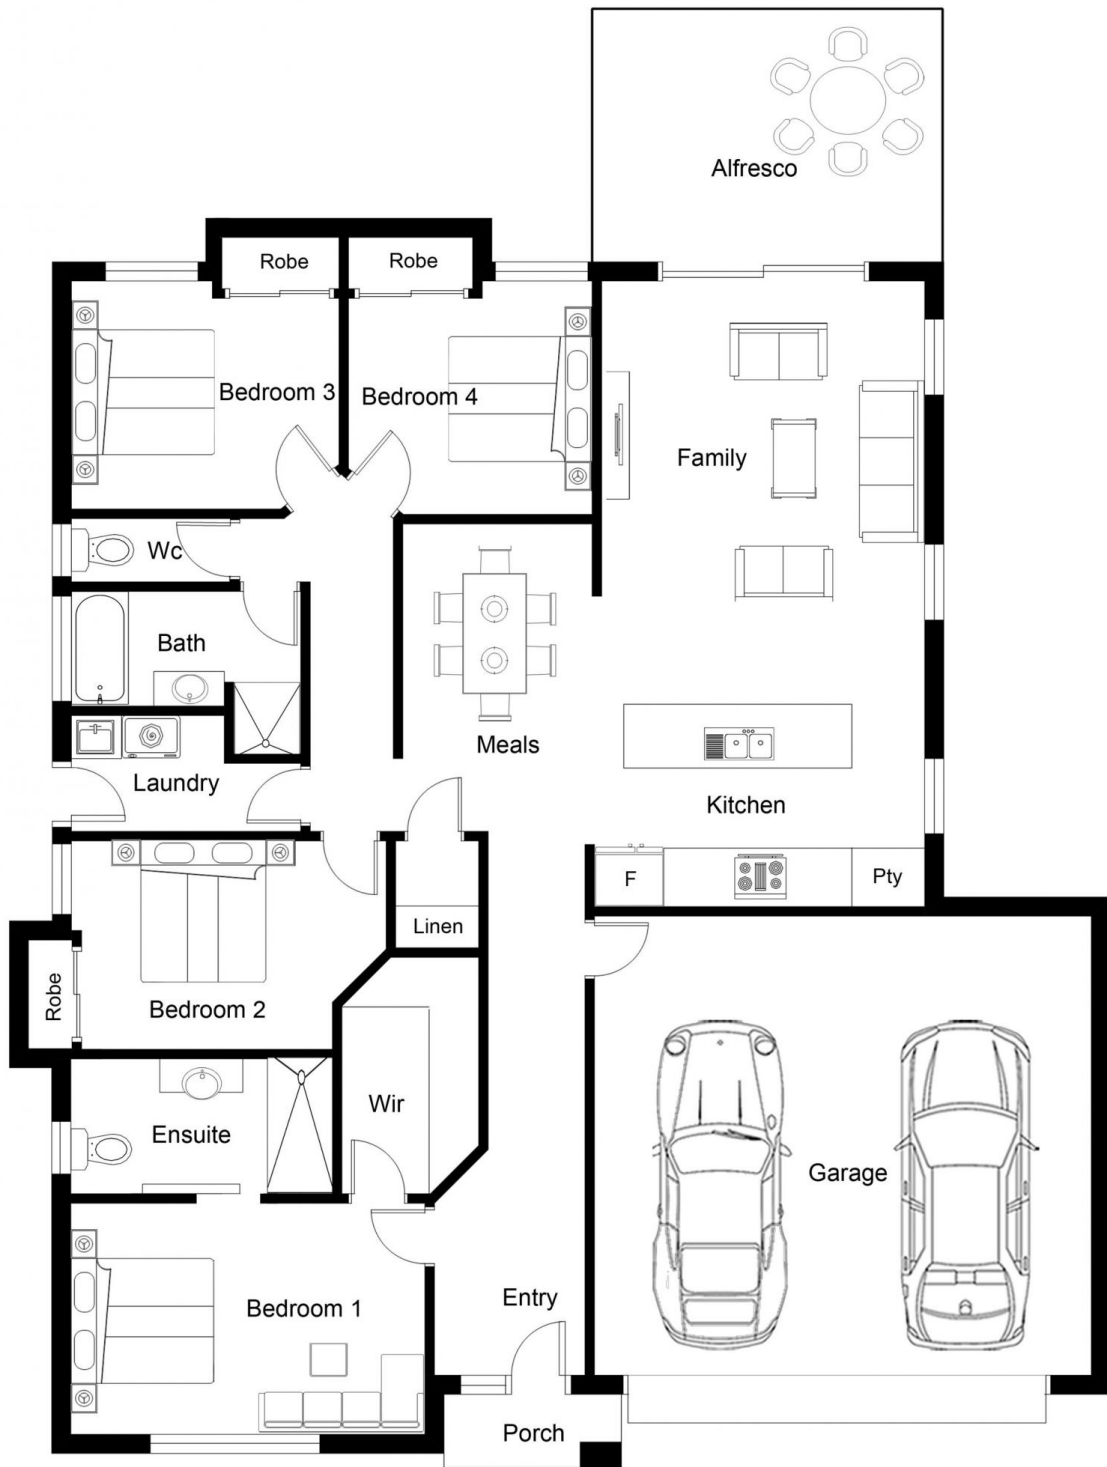 Alfresco
Robe
Robe
Bedroom 3
Bedroom 4
Family
Wc
Bath
Meals
Laundry
Kitchen
F
Pty
Linen
Robe
Bedroom 2
Wir
Ensuite
Garage
Entry
Bedroom 1
Porch